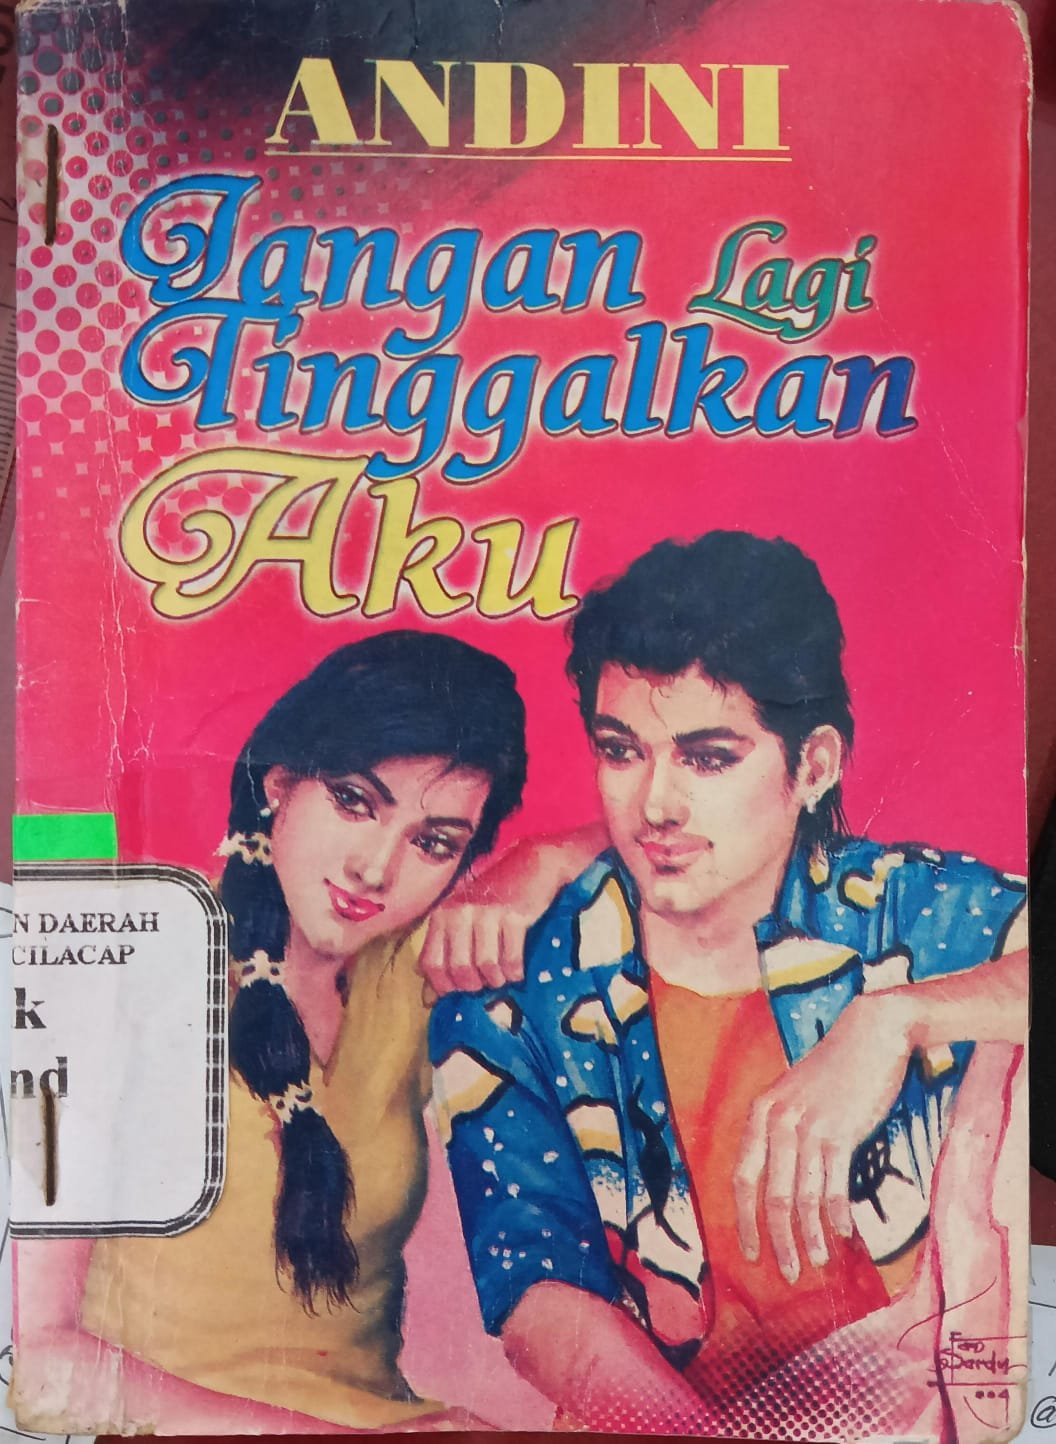 ANDINI
Jangan Lagi
Tinggalkan
Aku
N DAERAH
CILACAP
k
nd